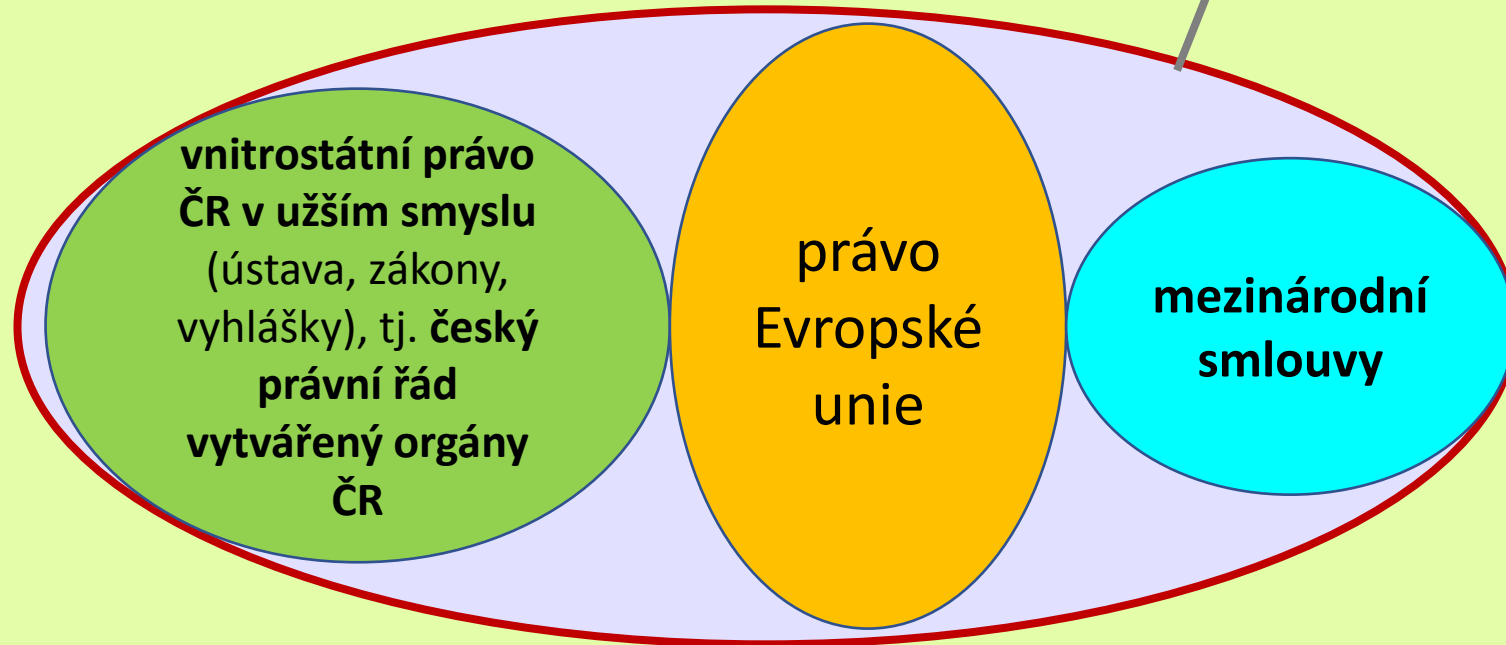 vnitrostátní právo
ČR v užším smyslu
(ústava, zákony,
vyhlášky), tj. český
právní řád
vytvářený orgány
ČR
právo
Evropské
unie
mezinárodní
smlouvy